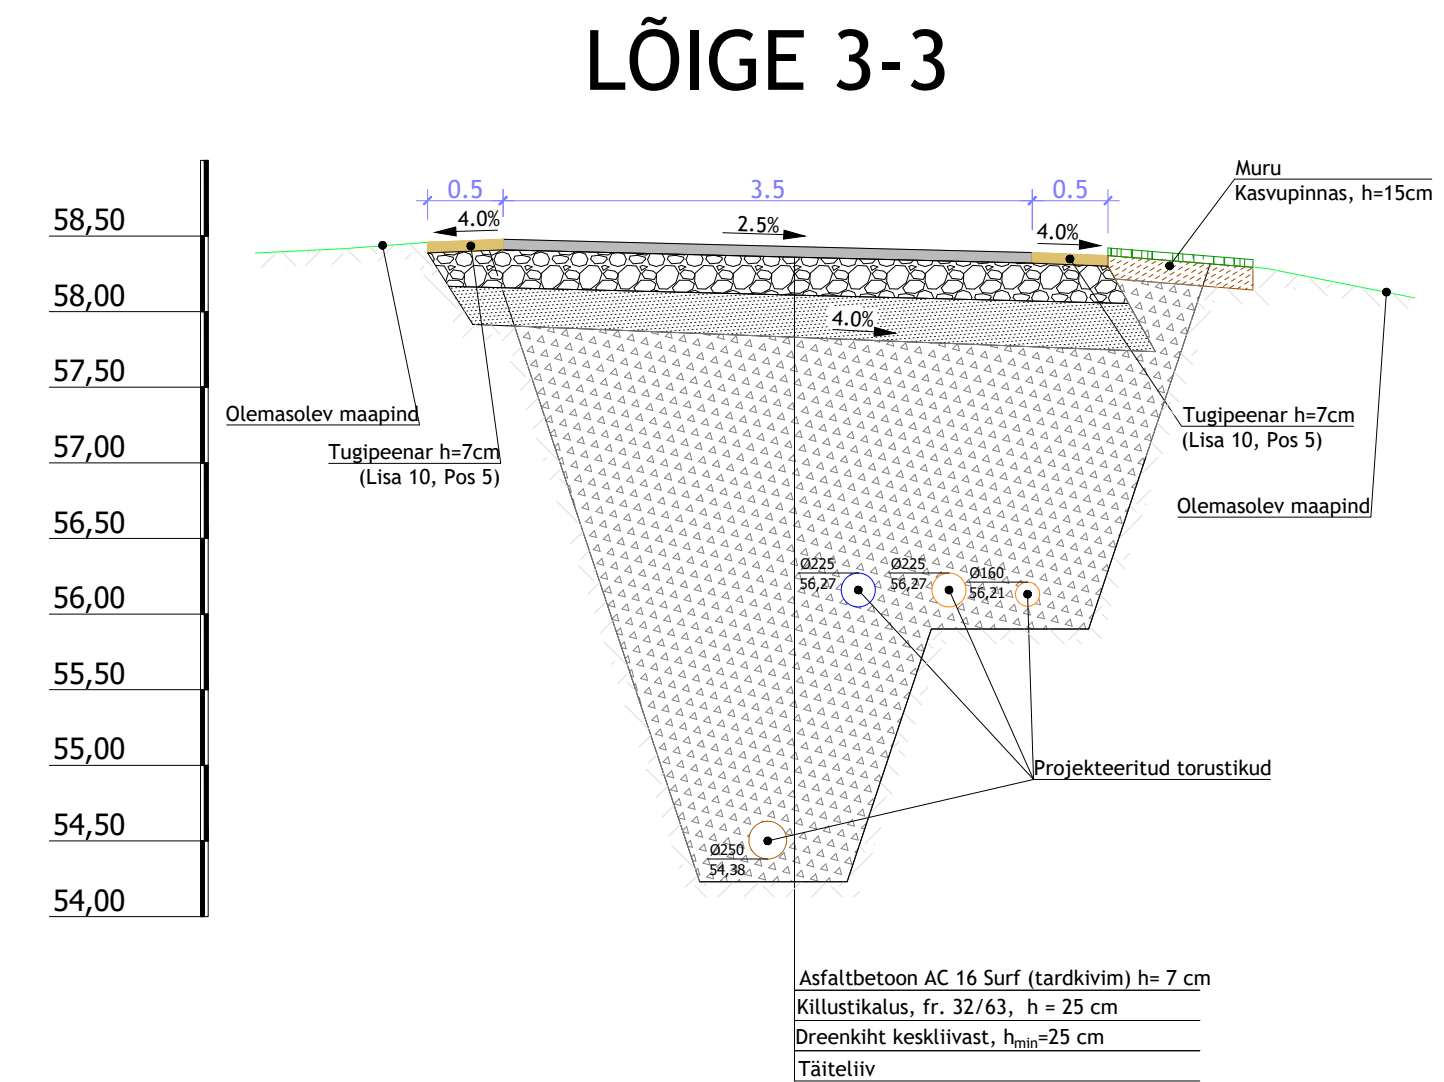 LÕIGE 3-3
Muru
Kasvupinnas, h=15cm
0.5
3.5
0.5
4.0%
2.5%
4.0%
58,50
58,00
4.0%
57,50
Olemasolev maapind
Tugipeenar h=7cm
(Lisa 10, Pos 5)
Tugipeenar h=7cm
(Lisa 10, Pos 5)
57,00
Olemasolev maapind
56,50
Ø225
56,27
Ø225
56,27
Ø160
56,21
56,00
55,50
55,00
Projekteeritud torustikud
54,50
Ø250
54,38
54,00
Asfaltbetoon AC 16 Surf (tardkivim) h= 7 cm
Killustikalus, fr. 32/63, h = 25 cm
Dreenkiht keskliivast, hmin=25 cm
Täiteliiv